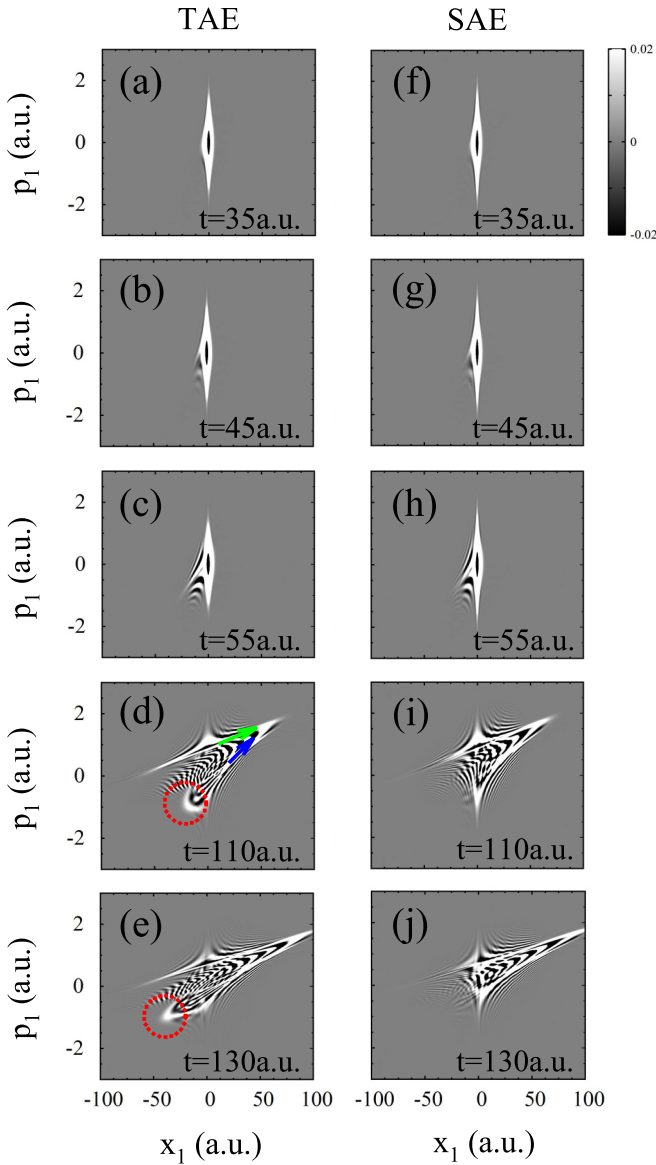 TAE SAE
(a) (f) 0.02
2
p1 (a.u.) 0 0
-2
t=35a.u. t=35a.u. -0.02
(b) (g)
2
p1 (a.u.) 0
-2
t=45a.u. t=45a.u.
(c) (h)
2
p1 (a.u.) 0
-2
t=55a.u. t=55a.u.
(d) (i)
2
p1 (a.u.) 0
-2
t=110a.u. t=110a.u.
(e) (j)
2
p1 (a.u.) 0
-2
t=130a.u. t=130a.u.
-100 -50 0 50 100 -100 -50 0 50 100
x1 (a.u.) x1 (a.u.)